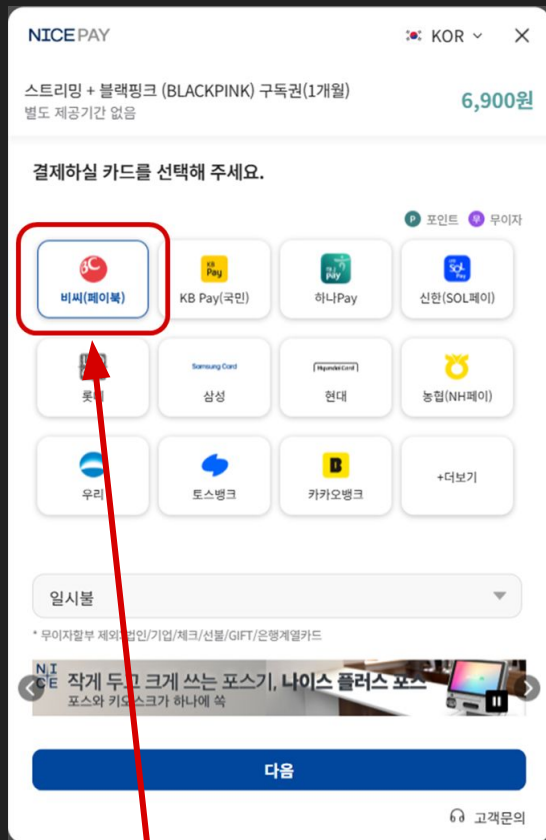 NICEPAY
KOR
스트리밍 + 블랙핑크 (BLACKPINK) 구독권(1개월)
6,900원
별도 제공기간 없음
결제하실 카드를 선택해 주세요.
P 포인트 무 무이자
KB Pay
Pay
SOL Pay
비씨(페이북)
KB Pay(국민)
하나Pay
신한(SOL페이)
Samsung Card
Hyundai Card
삼성
현대
농협(NH페이)
B
우리
토스뱅크
카카오뱅크
+더보기
일시불
* 무이자할부 제외:법인/기업/체크/선불/GIFT/은행계열카드
NICE
작게 두고 크게 쓰는 포스기, 나이스 플러스 포스
포스와 키오스크가 하나에 쏙
다음
고객문의